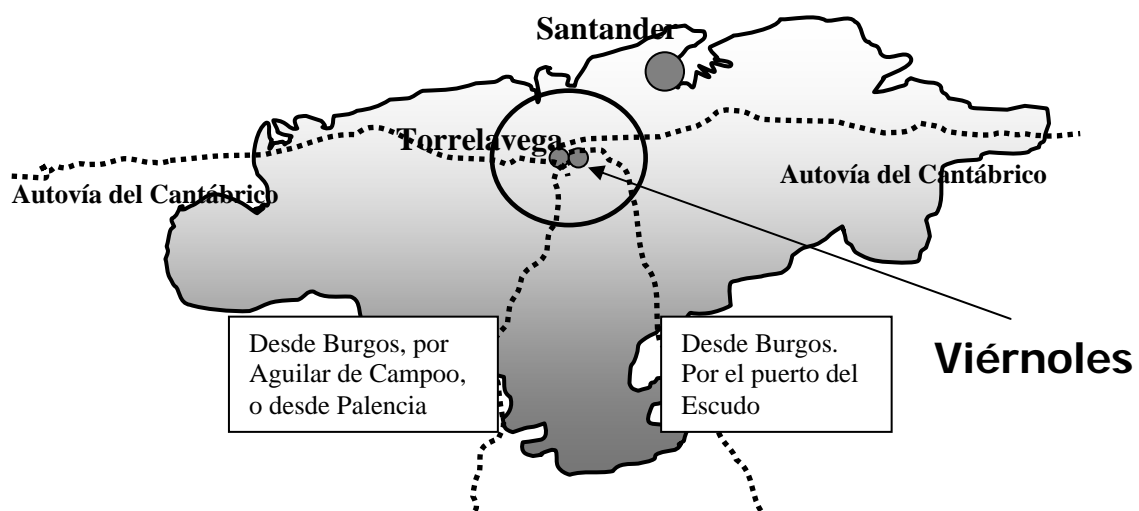 Santander
Torrelavega
Autovía del Cantábrico
Autovía del Cantábrico
Desde Burgos, por
Aguilar de Campoo,
o desde Palencia
Desde Burgos.
Por el puerto del
Escudo
Viérnoles